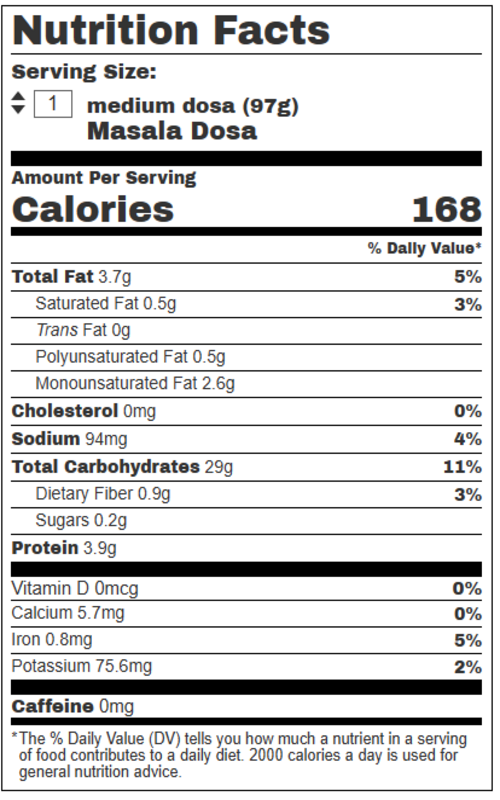 Nutrition Facts
Serving Size:
1 medium dosa (97g)
Masala Dosa
Amount Per Serving
Calories 168
% Daily Value*
Total Fat 3.7g 5%
Saturated Fat 0.5g 3%
Trans Fat 0g
Polyunsaturated Fat 0.5g
Monounsaturated Fat 2.6g
Cholesterol 0mg 0%
Sodium 94mg 4%
Total Carbohydrates 29g 11%
Dietary Fiber 0.9g 3%
Sugars 0.2g
Protein 3.9g
Vitamin D 0mcg 0%
Calcium 5.7mg 0%
Iron 0.8mg 5%
Potassium 75.6mg 2%
Caffeine 0mg
*The % Daily Value (DV) tells you how much a nutrient in a serving
of food contributes to a daily diet. 2000 calories a day is used for
general nutrition advice.